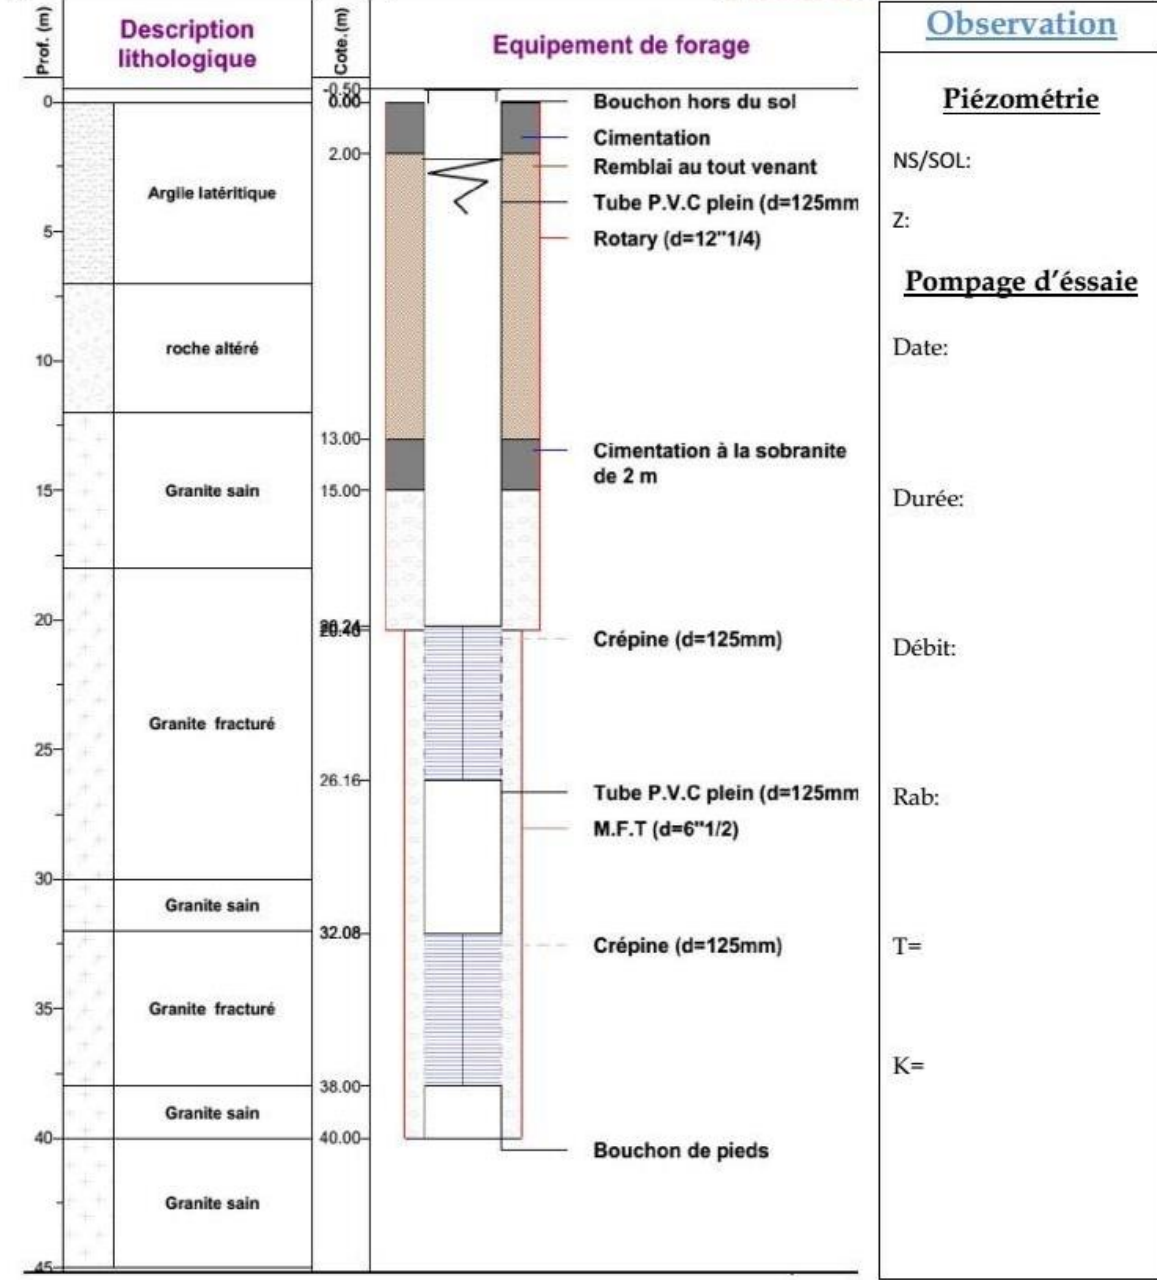 Prof. (m)
Description
lithologique
Cote.(m)
Equipement de forage
Observation
0
5
10
15
20
25
30
35
40
45
Argile latéritique
roche altéré
Granite sain
Granite fracturé
Granite sain
Granite fracturé
Granite sain
Granite sain
-0.50
0.00
2.00
13.00
15.00
20.40
26.16
32.08
38.00
40.00
Bouchon hors du sol
Cimentation
Remblai au tout venant
Tube P.V.C plein (d=125mm
Rotary (d=12"1/4)
Cimentation à la sobranite
de 2 m
Crépine (d=125mm)
Tube P.V.C plein (d=125mm
M.F.T (d=6"1/2)
Crépine (d=125mm)
Bouchon de pieds
Piézométrie
NS/SOL:
Z:
Pompage d’éssaie
Date:
Durée:
Débit:
Rab:
T=
K=